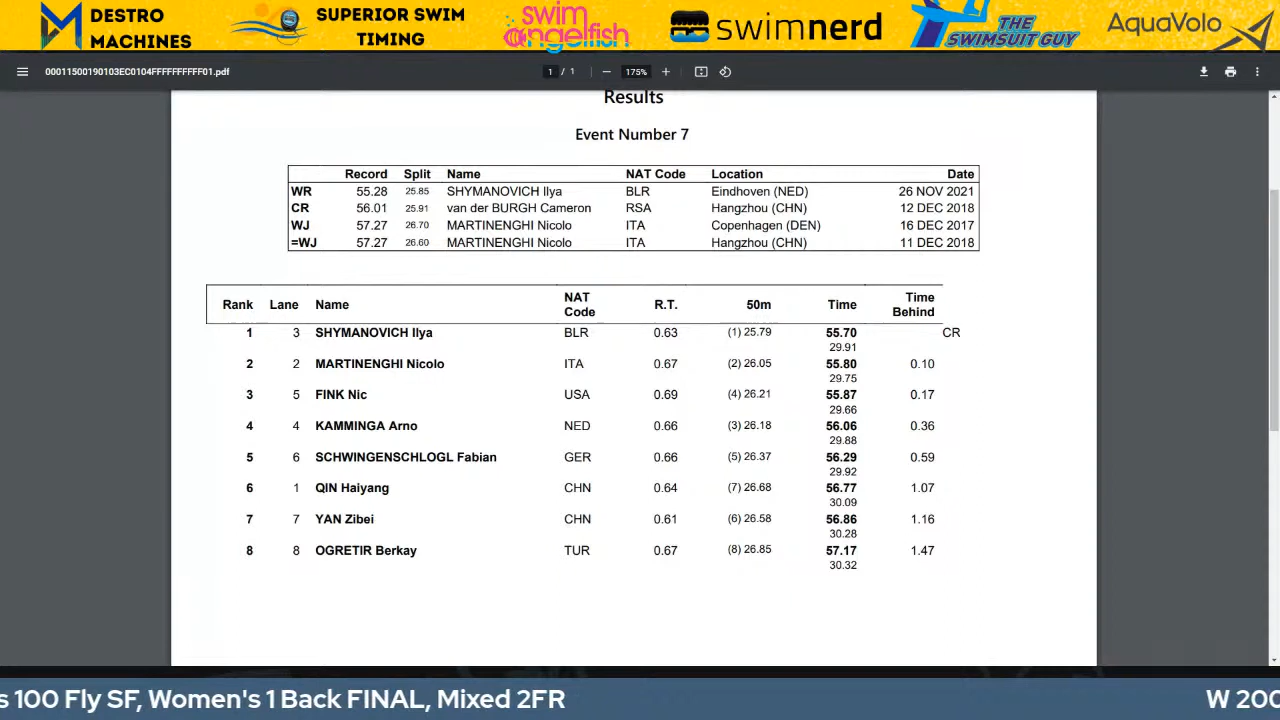 DESTRO MACHINES
SUPERIOR SWIM TIMING
swim angelfish
swimnerd
THE SWIMSUIT GUY
AquaVolo
00011500190103EC0104FFFFFFFFFF01.pdf
1 / 1
175%
Results
Event Number 7
Record Split Name NAT Code Location Date
WR 55.28 25.85 SHYMANOVICH Ilya BLR Eindhoven (NED) 26 NOV 2021
CR 56.01 25.91 van der BURGH Cameron RSA Hangzhou (CHN) 12 DEC 2018
WJ 57.27 26.70 MARTINENGHI Nicolo ITA Copenhagen (DEN) 16 DEC 2017
=WJ 57.27 26.60 MARTINENGHI Nicolo ITA Hangzhou (CHN) 11 DEC 2018
Rank Lane Name NAT Code R.T. 50m Time Time Behind
1 3 SHYMANOVICH Ilya BLR 0.63 (1) 25.79 55.70 CR
29.91
2 2 MARTINENGHI Nicolo ITA 0.67 (2) 26.05 55.80 0.10
29.75
3 5 FINK Nic USA 0.69 (4) 26.21 55.87 0.17
29.66
4 4 KAMMINGA Arno NED 0.66 (3) 26.18 56.06 0.36
29.88
5 6 SCHWINGENSCHLOGL Fabian GER 0.66 (5) 26.37 56.29 0.59
29.92
6 1 QIN Haiyang CHN 0.64 (7) 26.68 56.77 1.07
30.09
7 7 YAN Zibei CHN 0.61 (6) 26.58 56.86 1.16
30.28
8 8 OGRETIR Berkay TUR 0.67 (8) 26.85 57.17 1.47
30.32
s 100 Fly SF, Women's 1 Back FINAL, Mixed 2FR
W 200